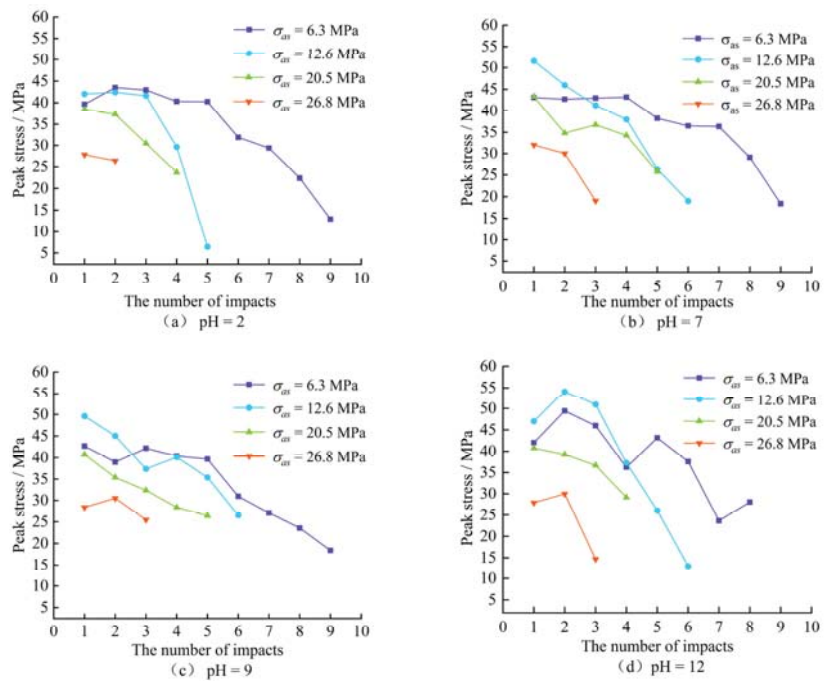 60
55
50
45
40
35
30
25
20
15
10
5
0 1 2 3 4 5 6 7 8 9 10
Peak stress / MPa
The number of impacts
σas = 6.3 MPa
σas = 12.6 MPa
σas = 20.5 MPa
σas = 26.8 MPa
（a）pH = 2
60
55
50
45
40
35
30
25
20
15
10
5
0 1 2 3 4 5 6 7 8 9 10
Peak stress / MPa
The number of impacts
σas = 6.3 MPa
σas = 12.6 MPa
σas = 20.5 MPa
σas = 26.8 MPa
（b）pH = 7
60
55
50
45
40
35
30
25
20
15
10
5
0 1 2 3 4 5 6 7 8 9 10
Peak stress / MPa
The number of impacts
σas = 6.3 MPa
σas = 12.6 MPa
σas = 20.5 MPa
σas = 26.8 MPa
（c）pH = 9
60
55
50
45
40
35
30
25
20
15
10
5
0 1 2 3 4 5 6 7 8 9 10
Peak stress / MPa
The number of impacts
σas = 6.3 MPa
σas = 12.6 MPa
σas = 20.5 MPa
σas = 26.8 MPa
（d）pH = 12